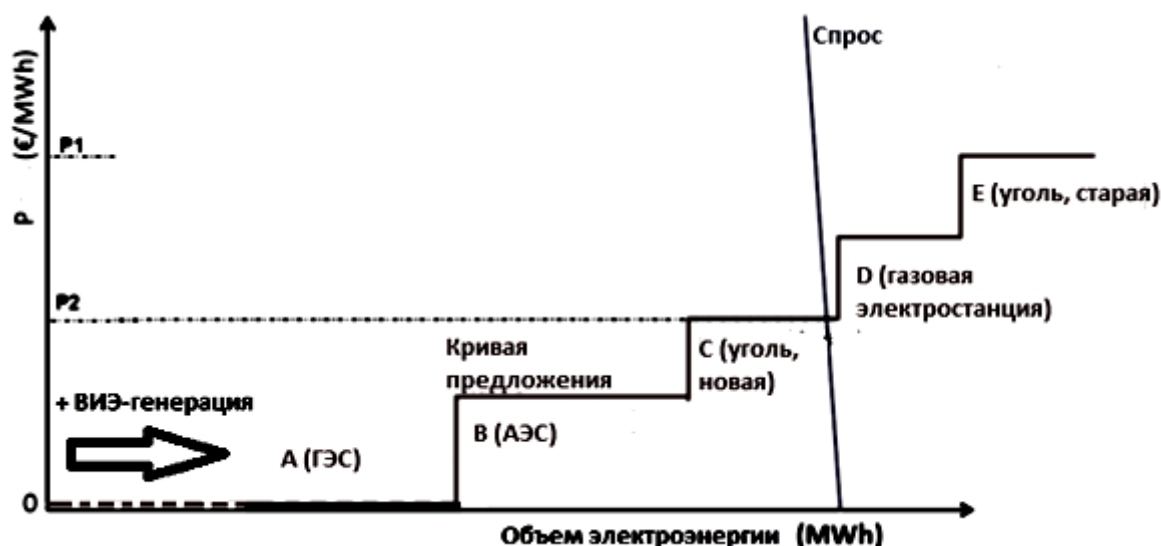 P (€/MWh)
Спрос
P1
E (уголь, старая)
D (газовая
электростанция)
P2
Кривая
предложения
C (уголь,
новая)
+ ВИЭ-генерация
B (АЭС)
A (ГЭС)
0
Объем электроэнергии (MWh)